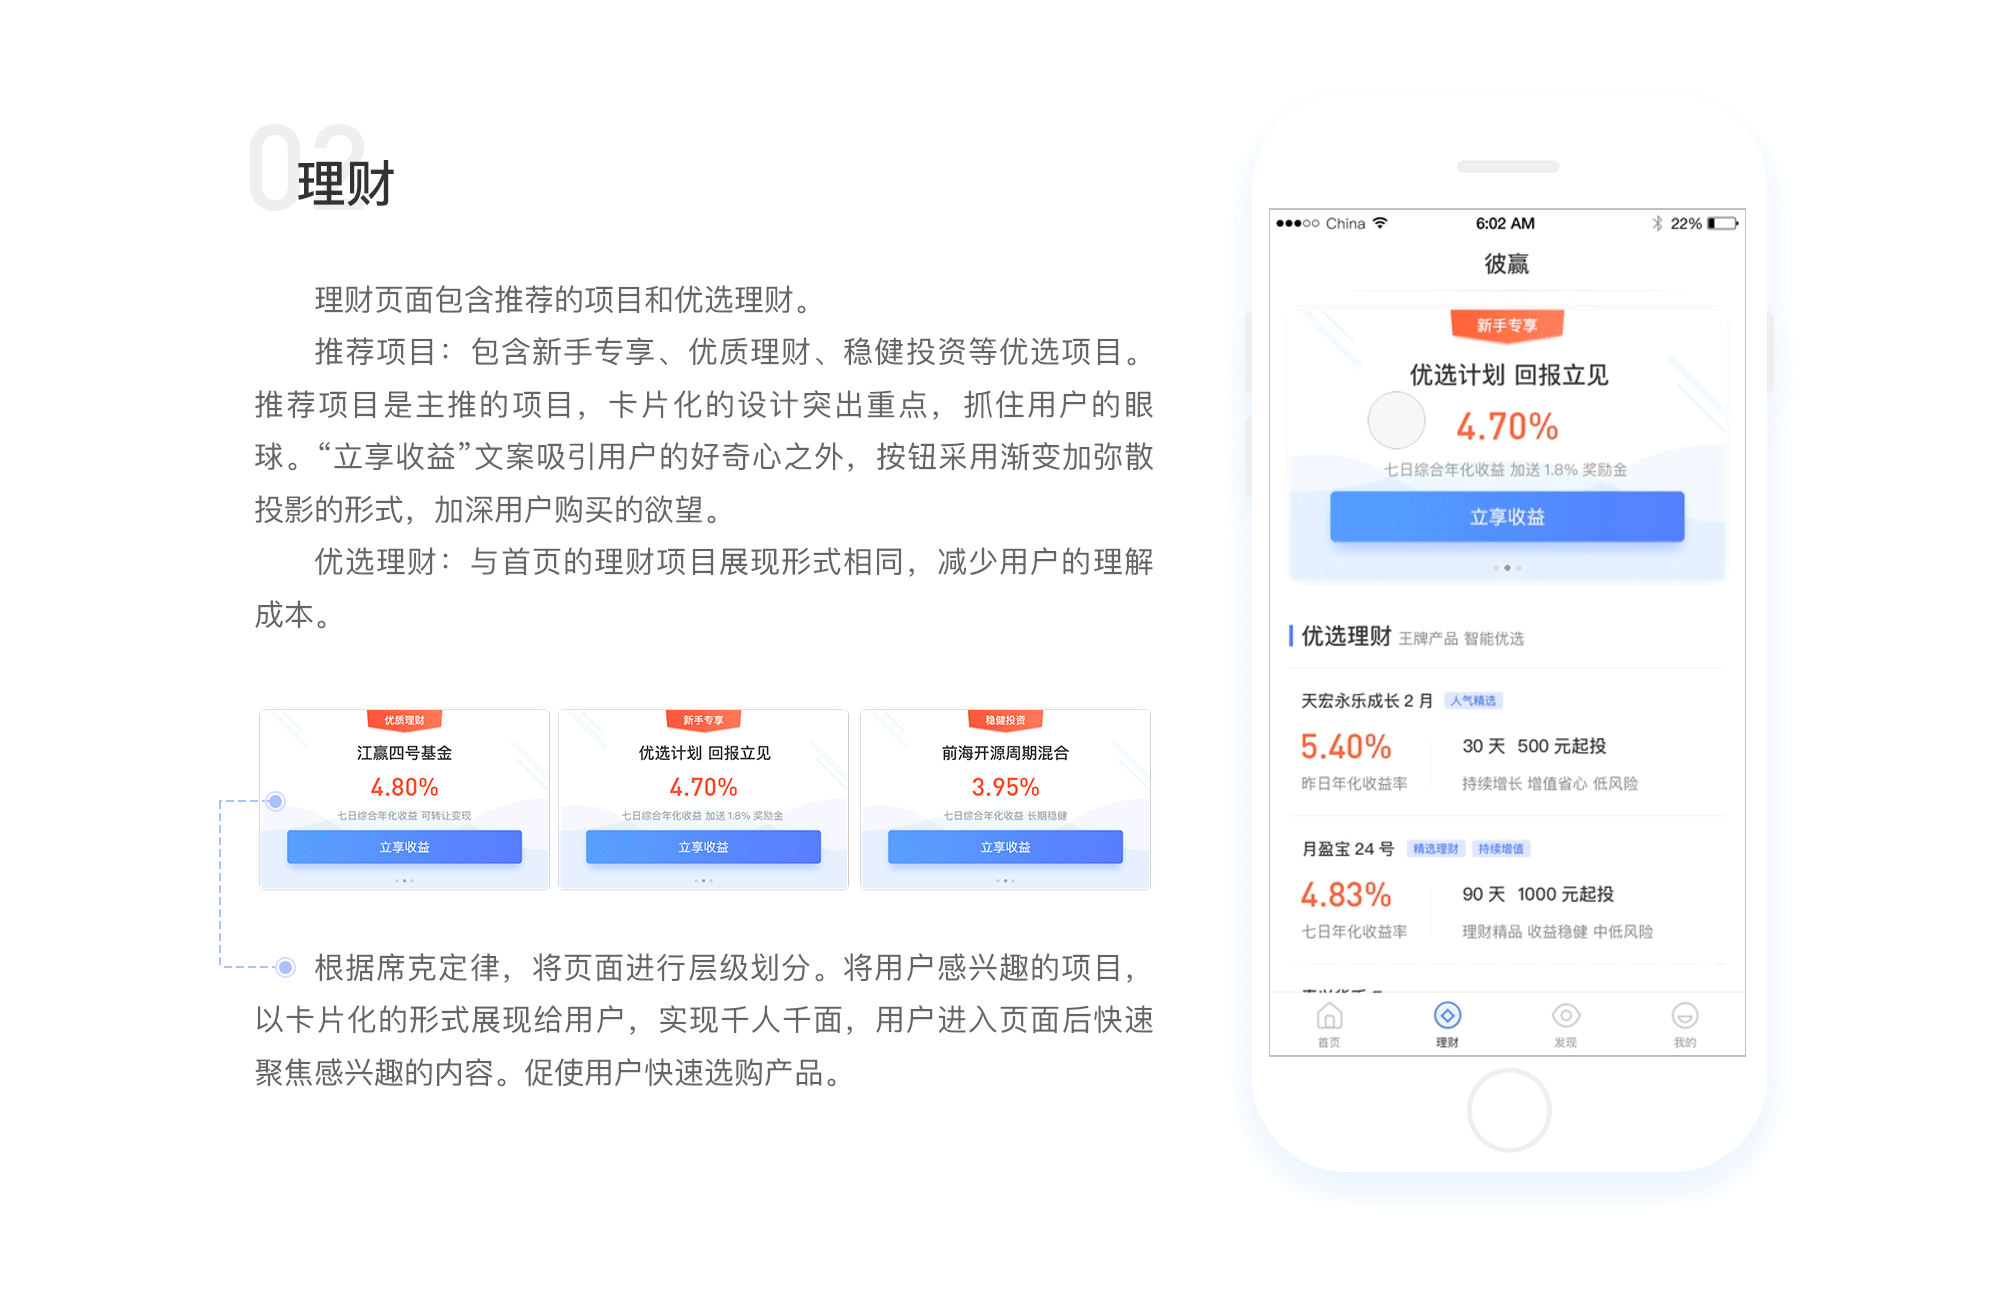 02
理财
理财页面包含推荐的项目和优选理财。
推荐项目：包含新手专享、优质理财、稳健投资等优选项目。
推荐项目是主推的项目，卡片化的设计突出重点，抓住用户的眼
球。“立享收益”文案吸引用户的好奇心之外，按钮采用渐变加弥散
投影的形式，加深用户购买的欲望。
优选理财：与首页的理财项目展现形式相同，减少用户的理解
成本。
优质理财
江赢四号基金
4.80%
七日综合年化收益 可转让变现
立享收益
新手专享
优选计划 回报立见
4.70%
七日综合年化收益 加送 1.8% 奖励金
立享收益
稳健投资
前海开源周期混合
3.95%
七日综合年化收益 长期稳健
立享收益
根据席克定律，将页面进行层级划分。将用户感兴趣的项目，
以卡片化的形式展现给用户，实现千人千面，用户进入页面后快速
聚焦感兴趣的内容。促使用户快速选购产品。
China 6:02 AM 22%
彼赢
新手专享
优选计划 回报立见
4.70%
七日综合年化收益 加送 1.8% 奖励金
立享收益
优选理财 王牌产品 智能优选
天宏永乐成长 2 月 人气精选
5.40% 30 天 500 元起投
昨日年化收益率 持续增长 增值省心 低风险
月盈宝 24 号 精选理财 持续增值
4.83% 90 天 1000 元起投
七日年化收益率 理财精品 收益稳健 中低风险
首页 理财 发现 我的